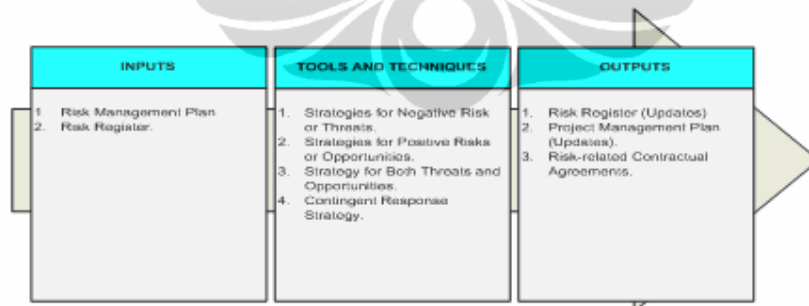 INPUTS
1 Risk Management Plan
2. Risk Register.
TOOLS AND TECHNIQUES
1. Strategies for Negative Risk
or Threats.
2. Strategies for Positive Risks
or Opportunities.
3. Strategy for Both Threats and
Opportunities.
4. Contingent Response
Strategy.
OUTPUTS
1. Risk Register (Updates)
2. Project Management Plan
(Updates).
3. Risk-related Contractual
Agreements.